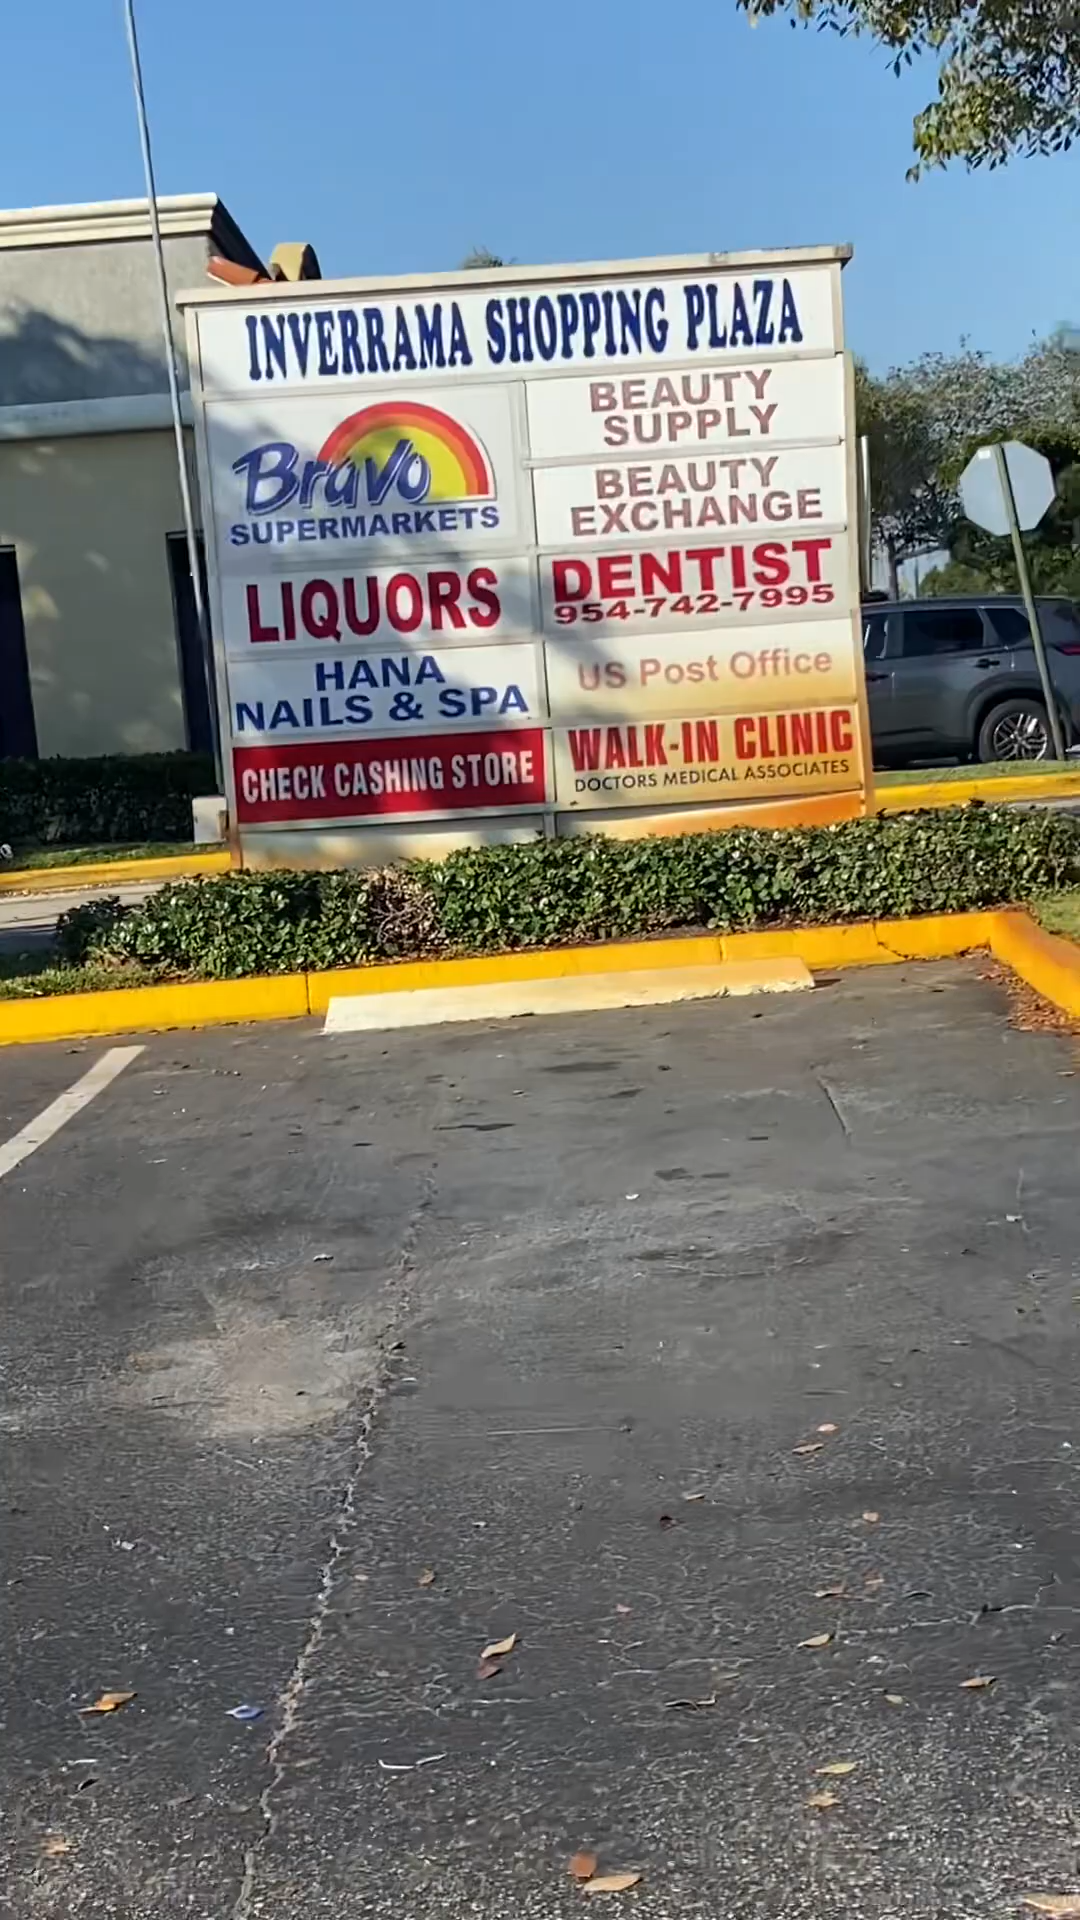 INVERRAMA SHOPPING PLAZA
Bravo
SUPERMARKETS
LIQUORS
HANA
NAILS & SPA
CHECK CASHING STORE
BEAUTY
SUPPLY
BEAUTY
EXCHANGE
DENTIST
954-742-7995
US Post Office
WALK-IN CLINIC
DOCTORS MEDICAL ASSOCIATES